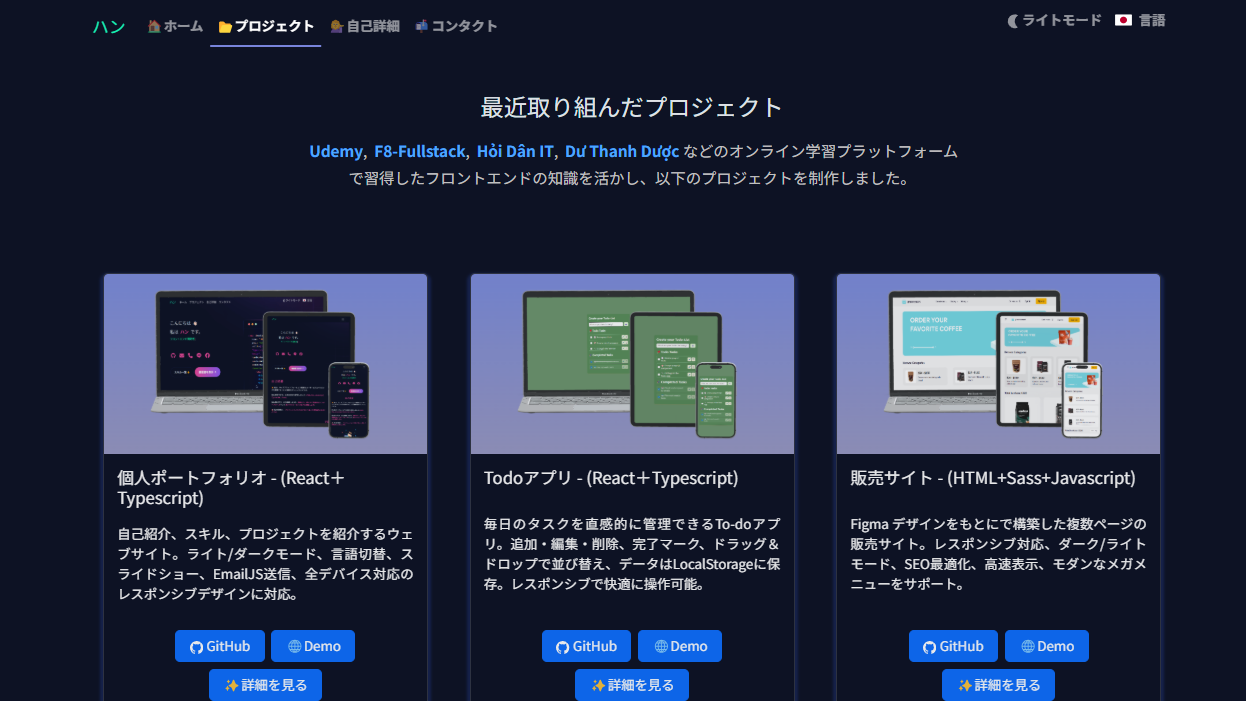 ハン
ホーム
プロジェクト
自己詳細
コンタクト
ライトモード
言語
最近取り組んだプロジェクト
Udemy, F8-Fullstack, Hỏi Dân IT, Dư Thanh Dược などのオンライン学習プラットフォーム
で習得したフロントエンドの知識を活かし、以下のプロジェクトを制作しました。
ORDER YOUR
FAVORITE COFFEE
個人ポートフォリオ - (React＋
Typescript)
自己紹介、スキル、プロジェクトを紹介するウェ
ブサイト。ライト/ダークモード、言語切替、ス
ライドショー、EmailJS送信、全デバイス対応の
レスポンシブデザインに対応。
GitHub
Demo
詳細を見る
Todoアプリ - (React＋Typescript)
毎日のタスクを直感的に管理できるTo-doアプ
リ。追加・編集・削除、完了マーク、ドラッグ＆
ドロップで並び替え、データはLocalStorageに保
存。レスポンシブで快適に操作可能。
GitHub
Demo
詳細を見る
販売サイト - (HTML+Sass+Javascript)
Figma デザインをもとにで構築した複数ページの
販売サイト。レスポンシブ対応、ダーク/ライト
モード、SEO最適化、高速表示、モダンなメガメ
ニューをサポート。
GitHub
Demo
詳細を見る